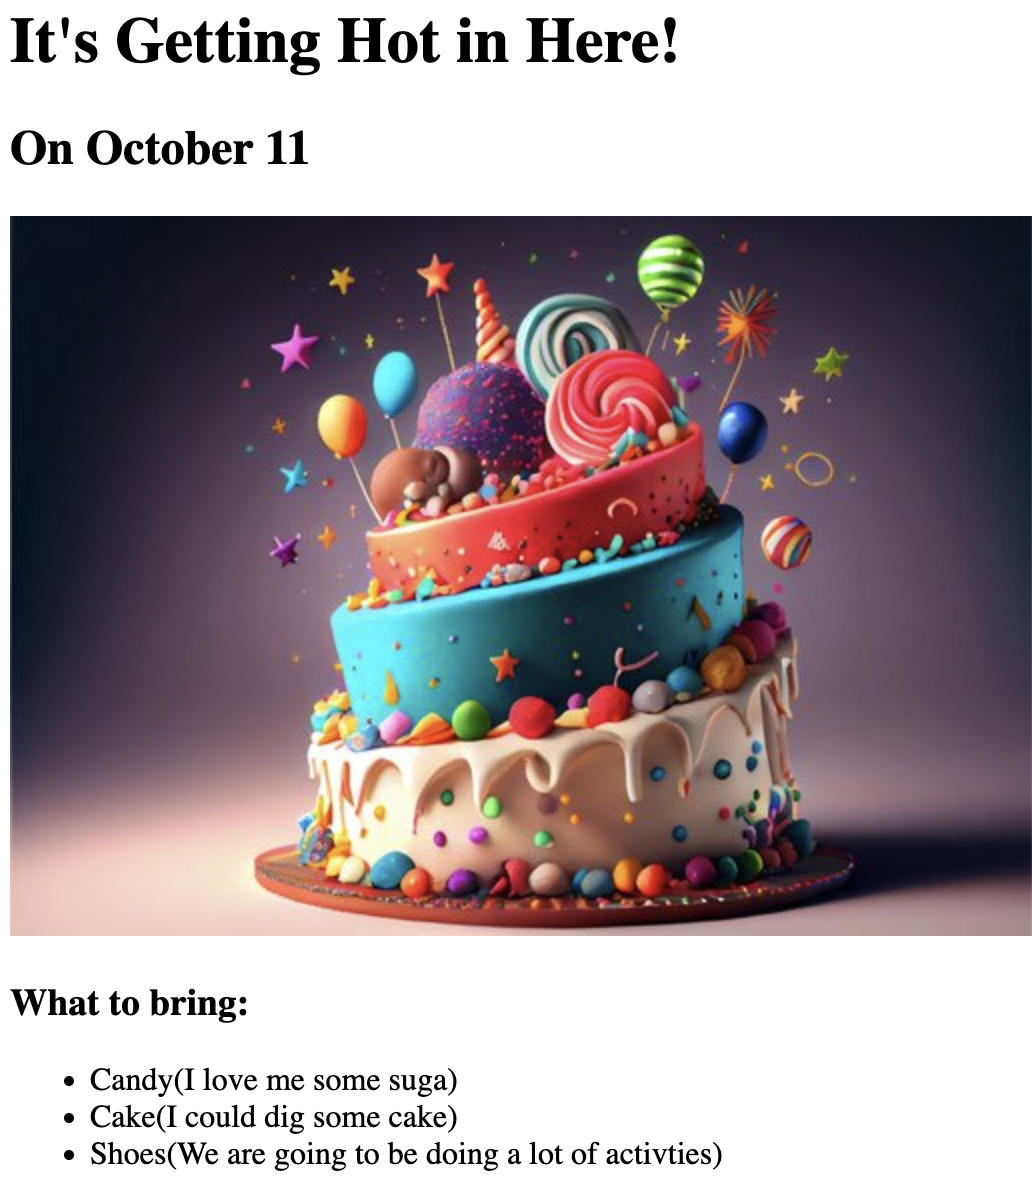 It's Getting Hot in Here!
On October 11
What to bring:
• Candy(I love me some suga)
• Cake(I could dig some cake)
• Shoes(We are going to be doing a lot of activties)